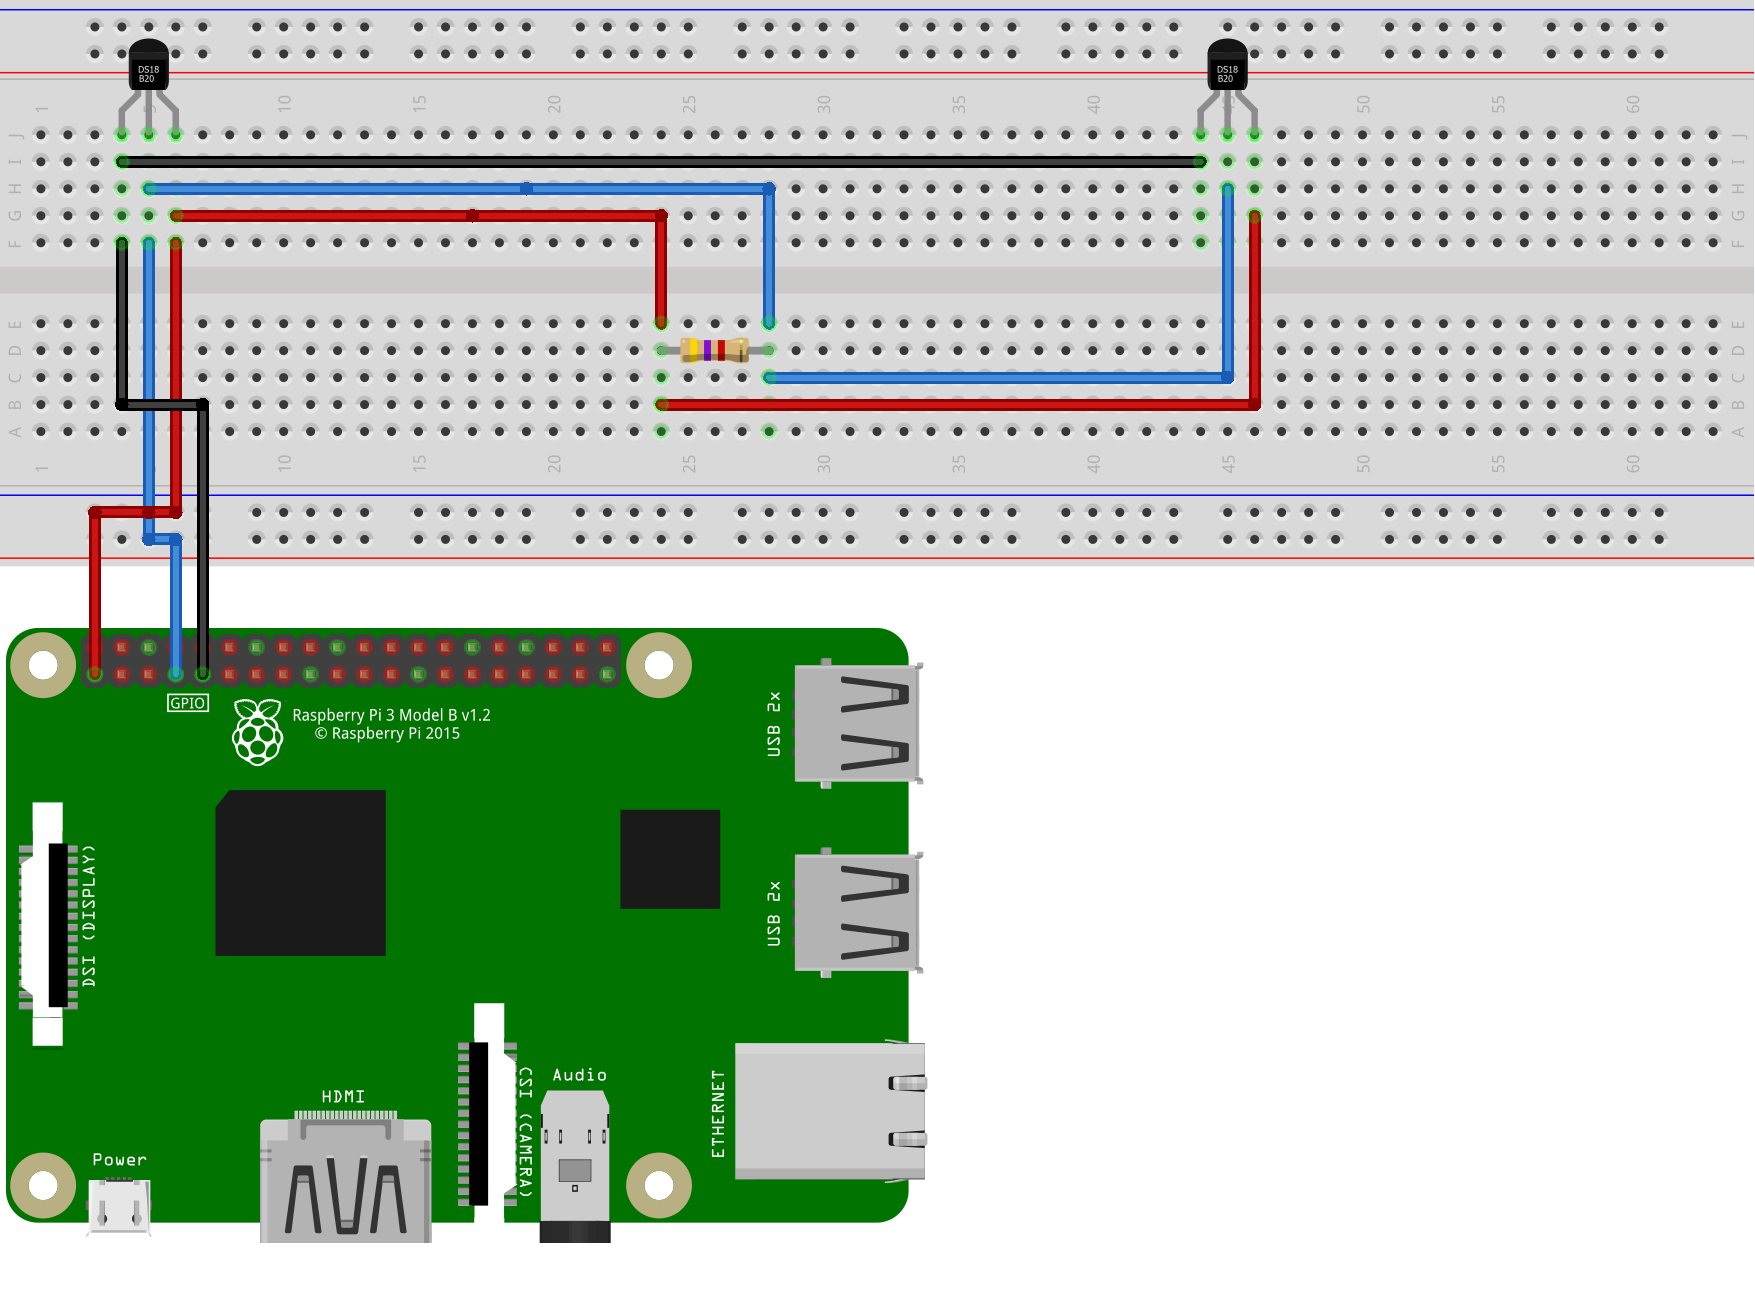 DS18
B20
DS18
B20
1 5 10 15 20 25 30 35 40 45 50 55 60
J J
I I
H H
G G
F F
E E
D D
C C
B B
A A
1 10 15 20 25 30 35 40 45 50 55 60
GPIO
Raspberry Pi 3 Model B v1.2
© Raspberry Pi 2015
USB 2x
USB 2x
DSI (DISPLAY)
CSI (CAMERA)
Audio
ETHERNET
HDMI
Power